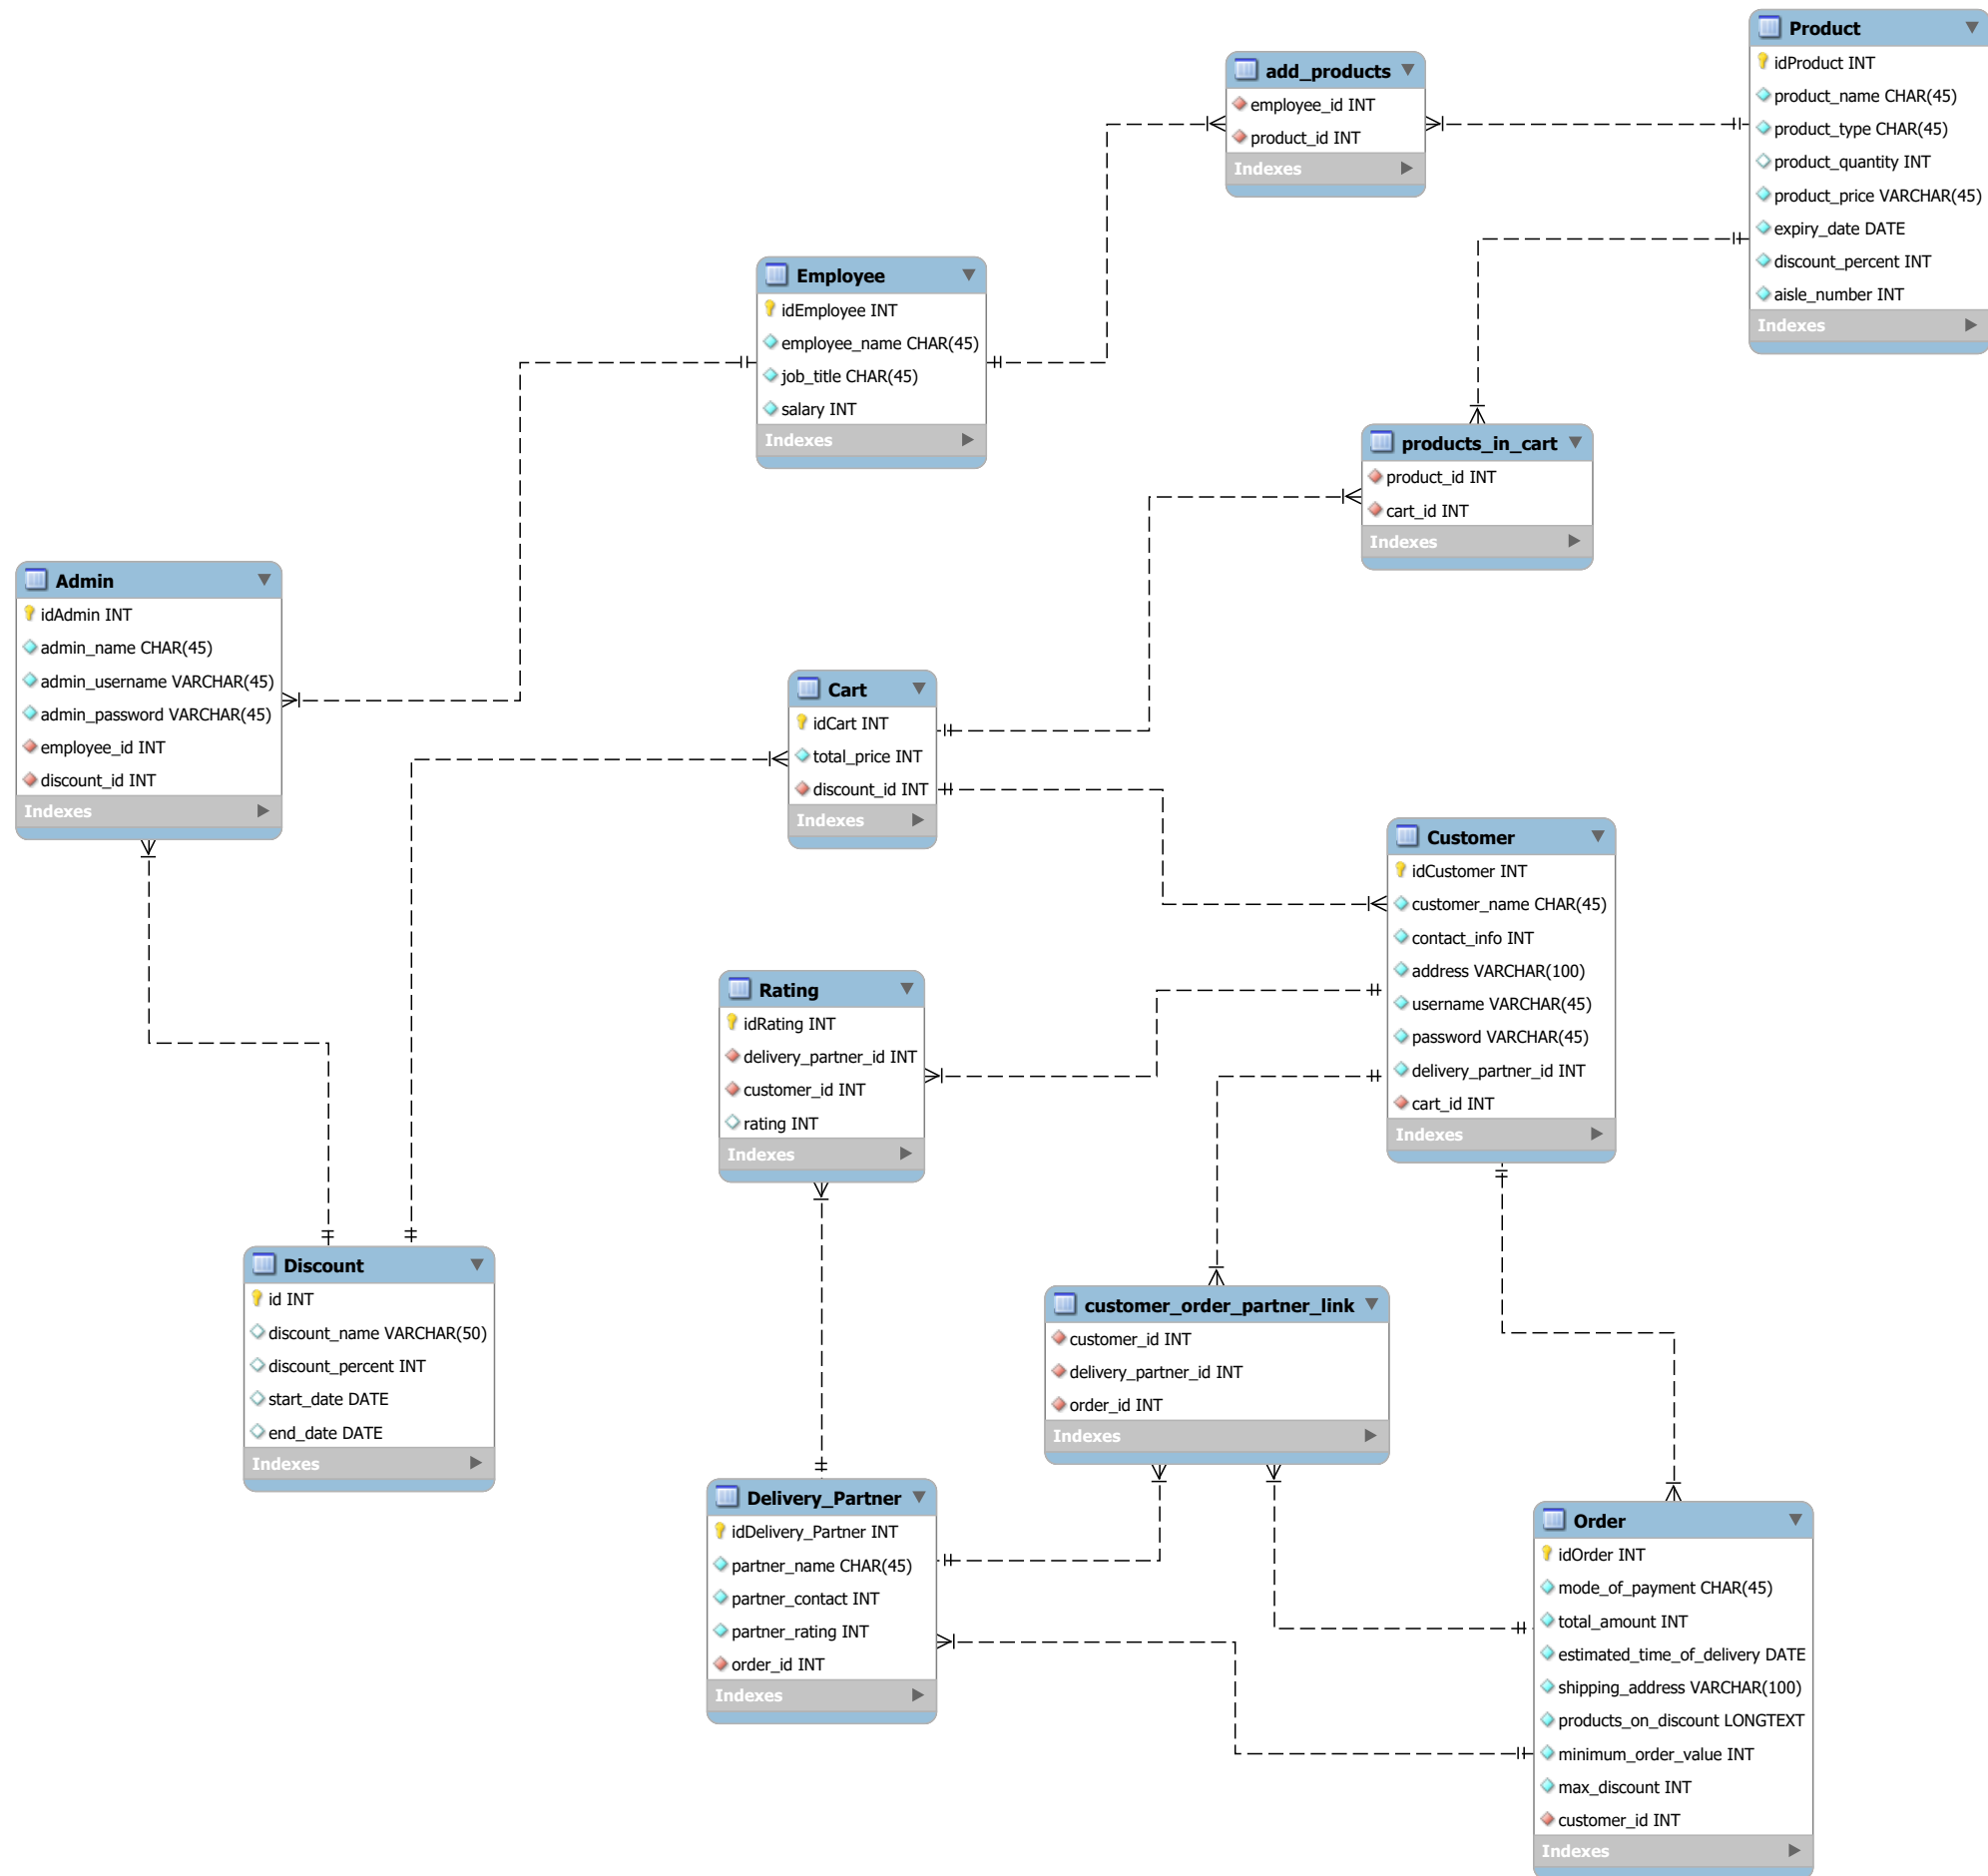 Product
idProduct INT
product_name CHAR(45)
product_type CHAR(45)
product_quantity INT
product_price VARCHAR(45)
expiry_date DATE
discount_percent INT
aisle_number INT
Indexes
add_products
employee_id INT
product_id INT
Indexes
Employee
idEmployee INT
employee_name CHAR(45)
job_title CHAR(45)
salary INT
Indexes
products_in_cart
product_id INT
cart_id INT
Indexes
Admin
idAdmin INT
admin_name CHAR(45)
admin_username VARCHAR(45)
admin_password VARCHAR(45)
employee_id INT
discount_id INT
Indexes
Cart
idCart INT
total_price INT
discount_id INT
Indexes
Customer
idCustomer INT
customer_name CHAR(45)
contact_info INT
address VARCHAR(100)
username VARCHAR(45)
password VARCHAR(45)
delivery_partner_id INT
cart_id INT
Indexes
Rating
idRating INT
delivery_partner_id INT
customer_id INT
rating INT
Indexes
Discount
id INT
discount_name VARCHAR(50)
discount_percent INT
start_date DATE
end_date DATE
Indexes
customer_order_partner_link
customer_id INT
delivery_partner_id INT
order_id INT
Indexes
Delivery_Partner
idDelivery_Partner INT
partner_name CHAR(45)
partner_contact INT
partner_rating INT
order_id INT
Indexes
Order
idOrder INT
mode_of_payment CHAR(45)
total_amount INT
estimated_time_of_delivery DATE
shipping_address VARCHAR(100)
products_on_discount LONGTEXT
minimum_order_value INT
max_discount INT
customer_id INT
Indexes